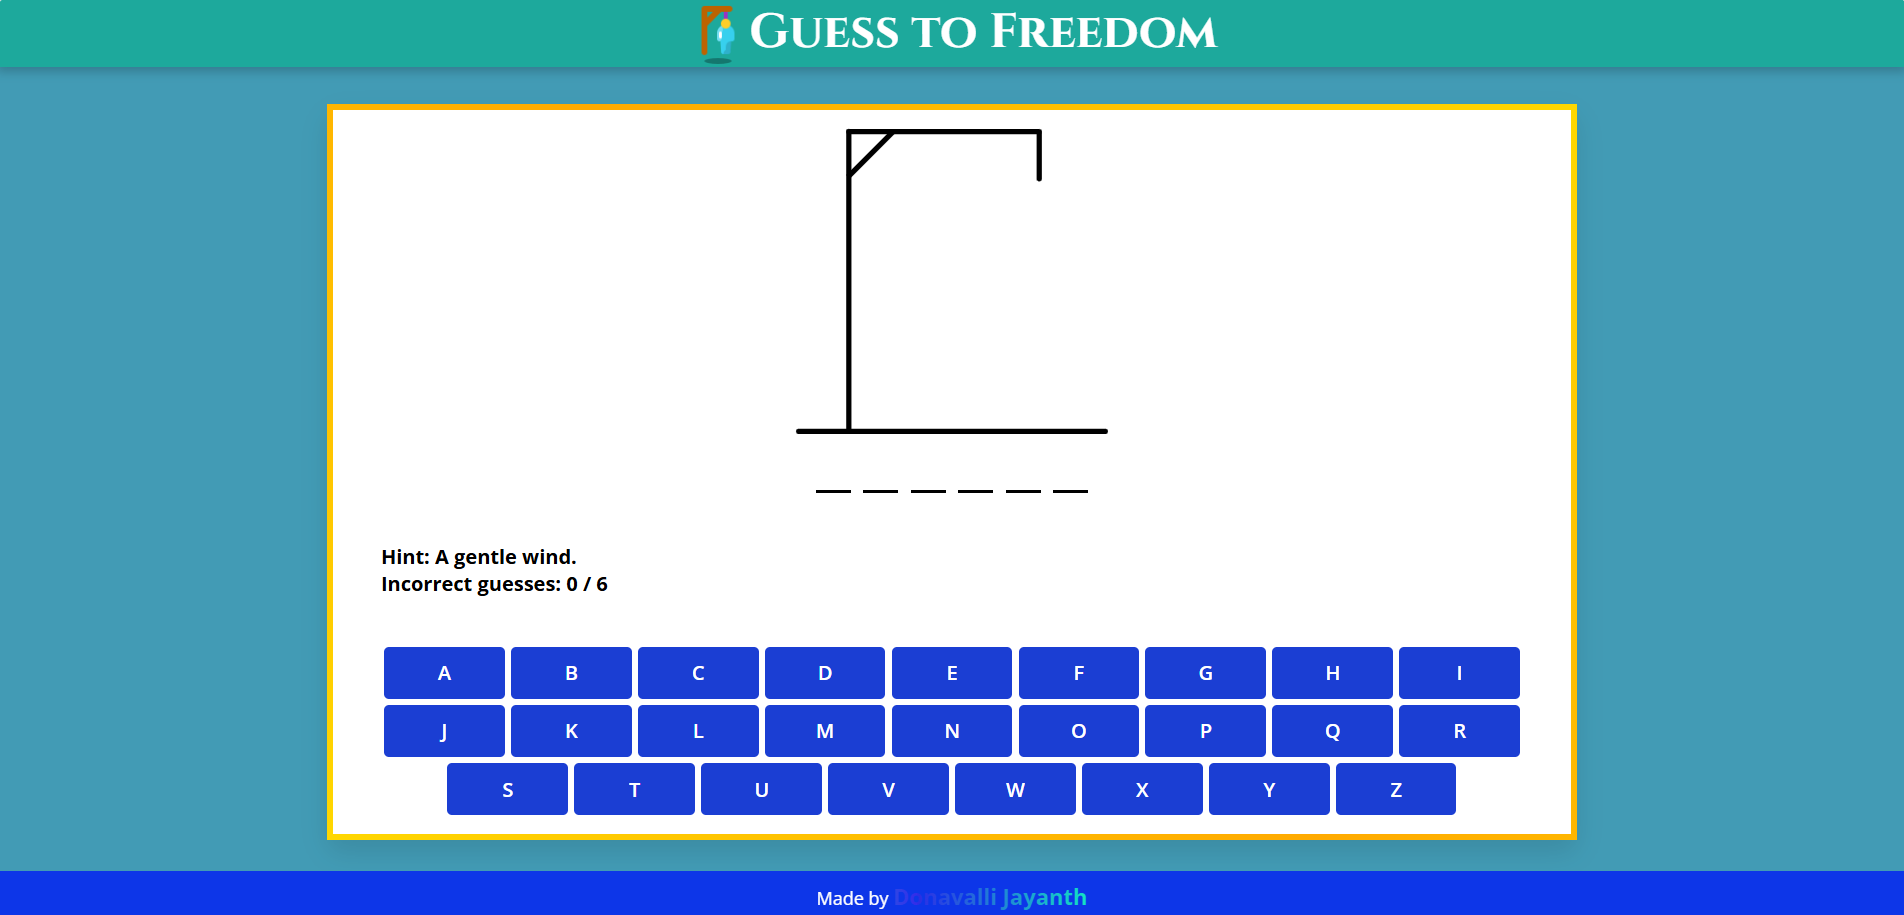 Guess to Freedom
Hint: A gentle wind.
Incorrect guesses: 0 / 6
A B C D E F G H I
J K L M N O P Q R
S T U V W X Y Z
Made by Donavalli Jayanth